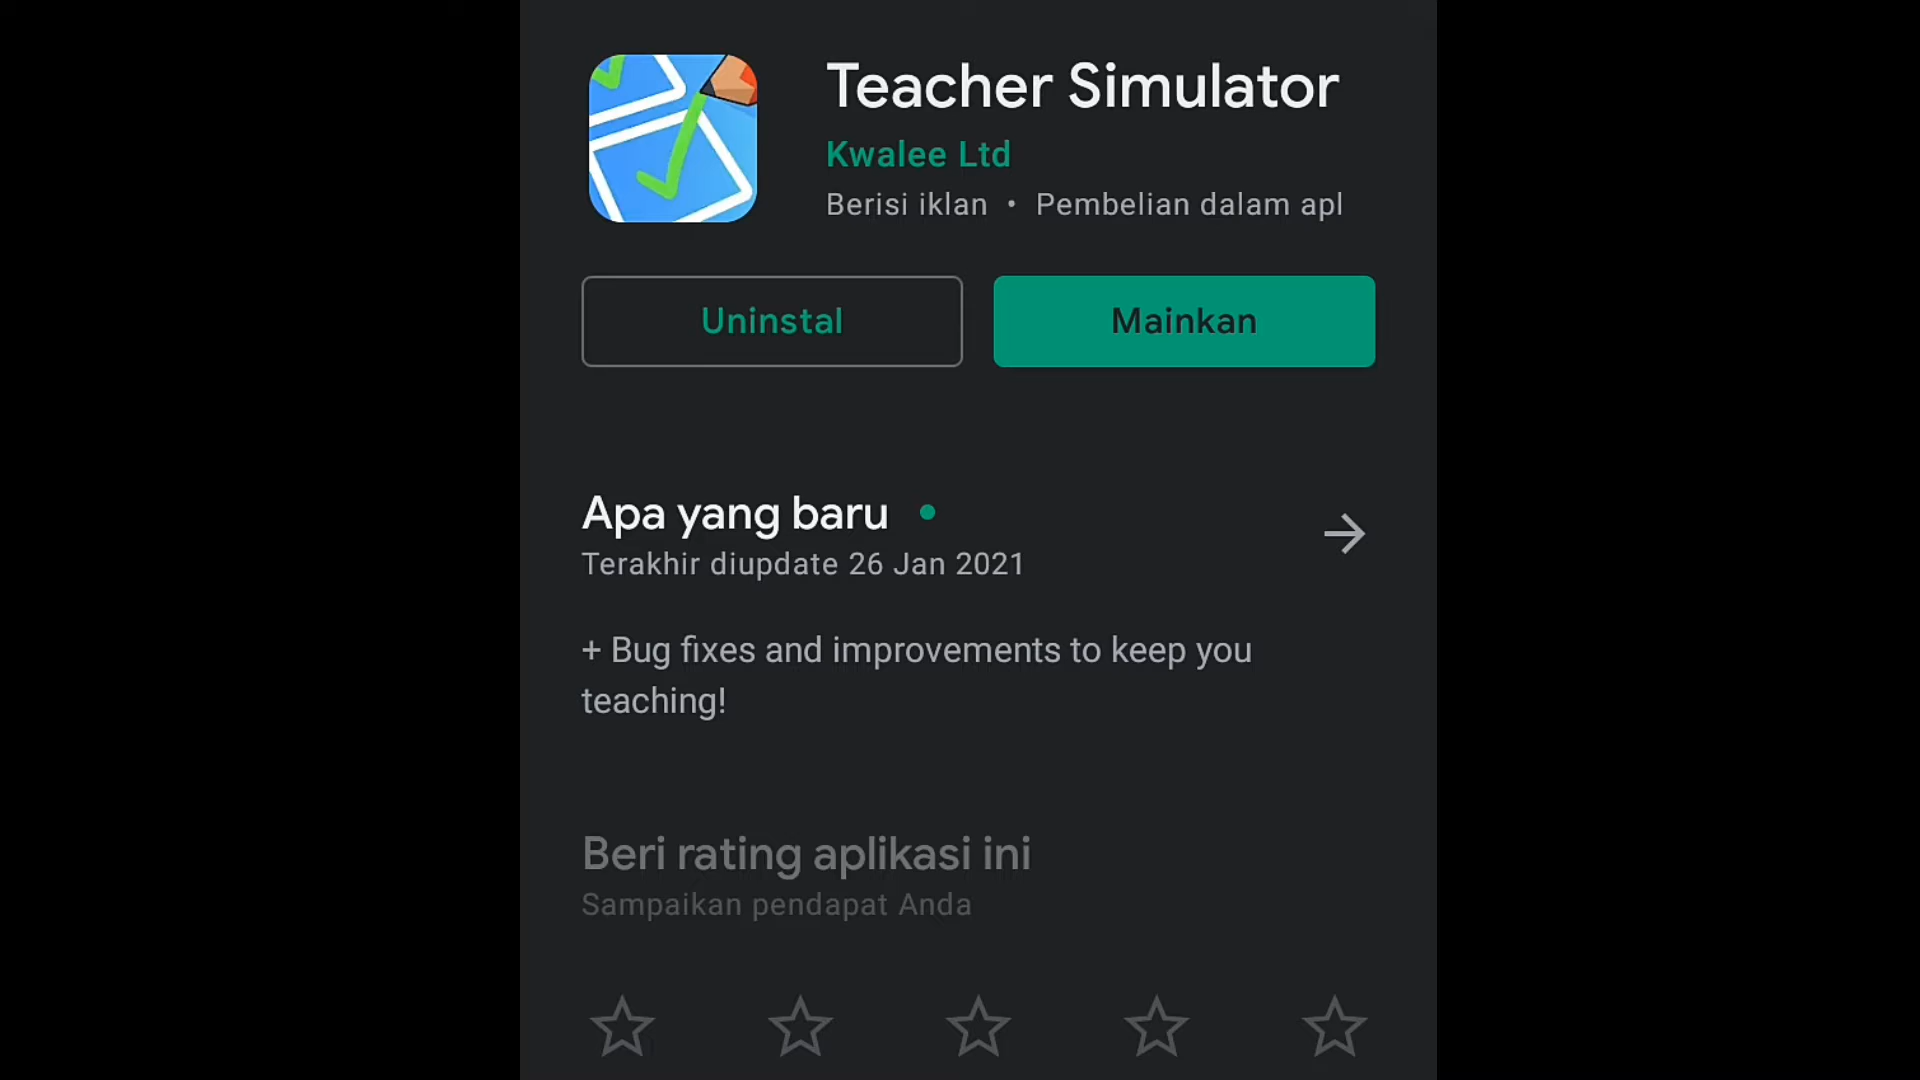 Teacher Simulator
Kwalee Ltd
Berisi iklan • Pembelian dalam apl
Uninstal
Mainkan
Apa yang baru
Terakhir diupdate 26 Jan 2021
+ Bug fixes and improvements to keep you
teaching!
Beri rating aplikasi ini
Sampaikan pendapat Anda